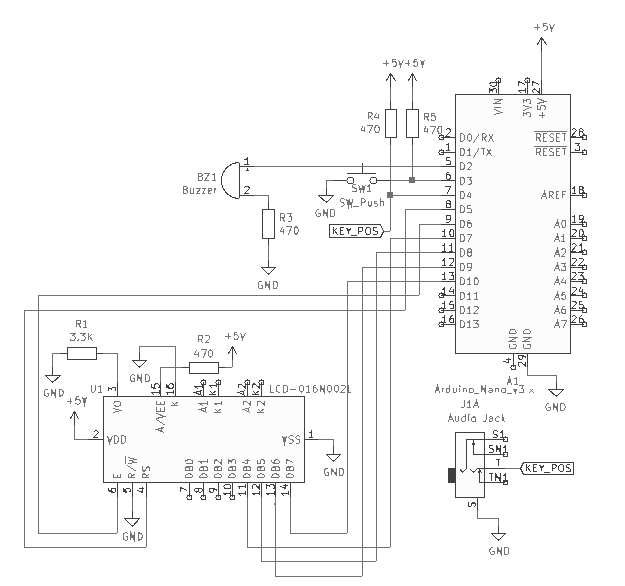 +5V
+5V+5V
30
17
27
VIN
3V3
+5V
R4
470
R5
470
2
D0/RX
RESET
28
1
D1/TX
RESET
3
BZ1
Buzzer
1
2
5
D2
SW1
SW_Push
6
D3
GND
7
D4
AREF
18
8
D5
R3
470
KEY_POS
9
D6
A0
19
10
D7
A1
20
11
D8
A2
21
12
D9
A3
22
GND
13
D10
A4
23
14
D11
A5
24
15
D12
A6
25
16
D13
A7
26
R1
3.3K
R2
470
+5V
GND
GND
4
29
GND
GND
A1
Arduino_Nano_v3.x
GND
U1
LCD-016N002L
3
15
16
A1
K1
A2
K2
VO
A/VEE
K
A1
K1
A2
K2
+5V
2
VDD
VSS
1
GND
E
R/W
RS
DB0
DB1
DB2
DB3
DB4
DB5
DB6
DB7
6
5
4
7
8
9
10
11
12
13
14
GND
J1A
Audio Jack
S1
SN1
T
KEY_POS
TN1
S
GND